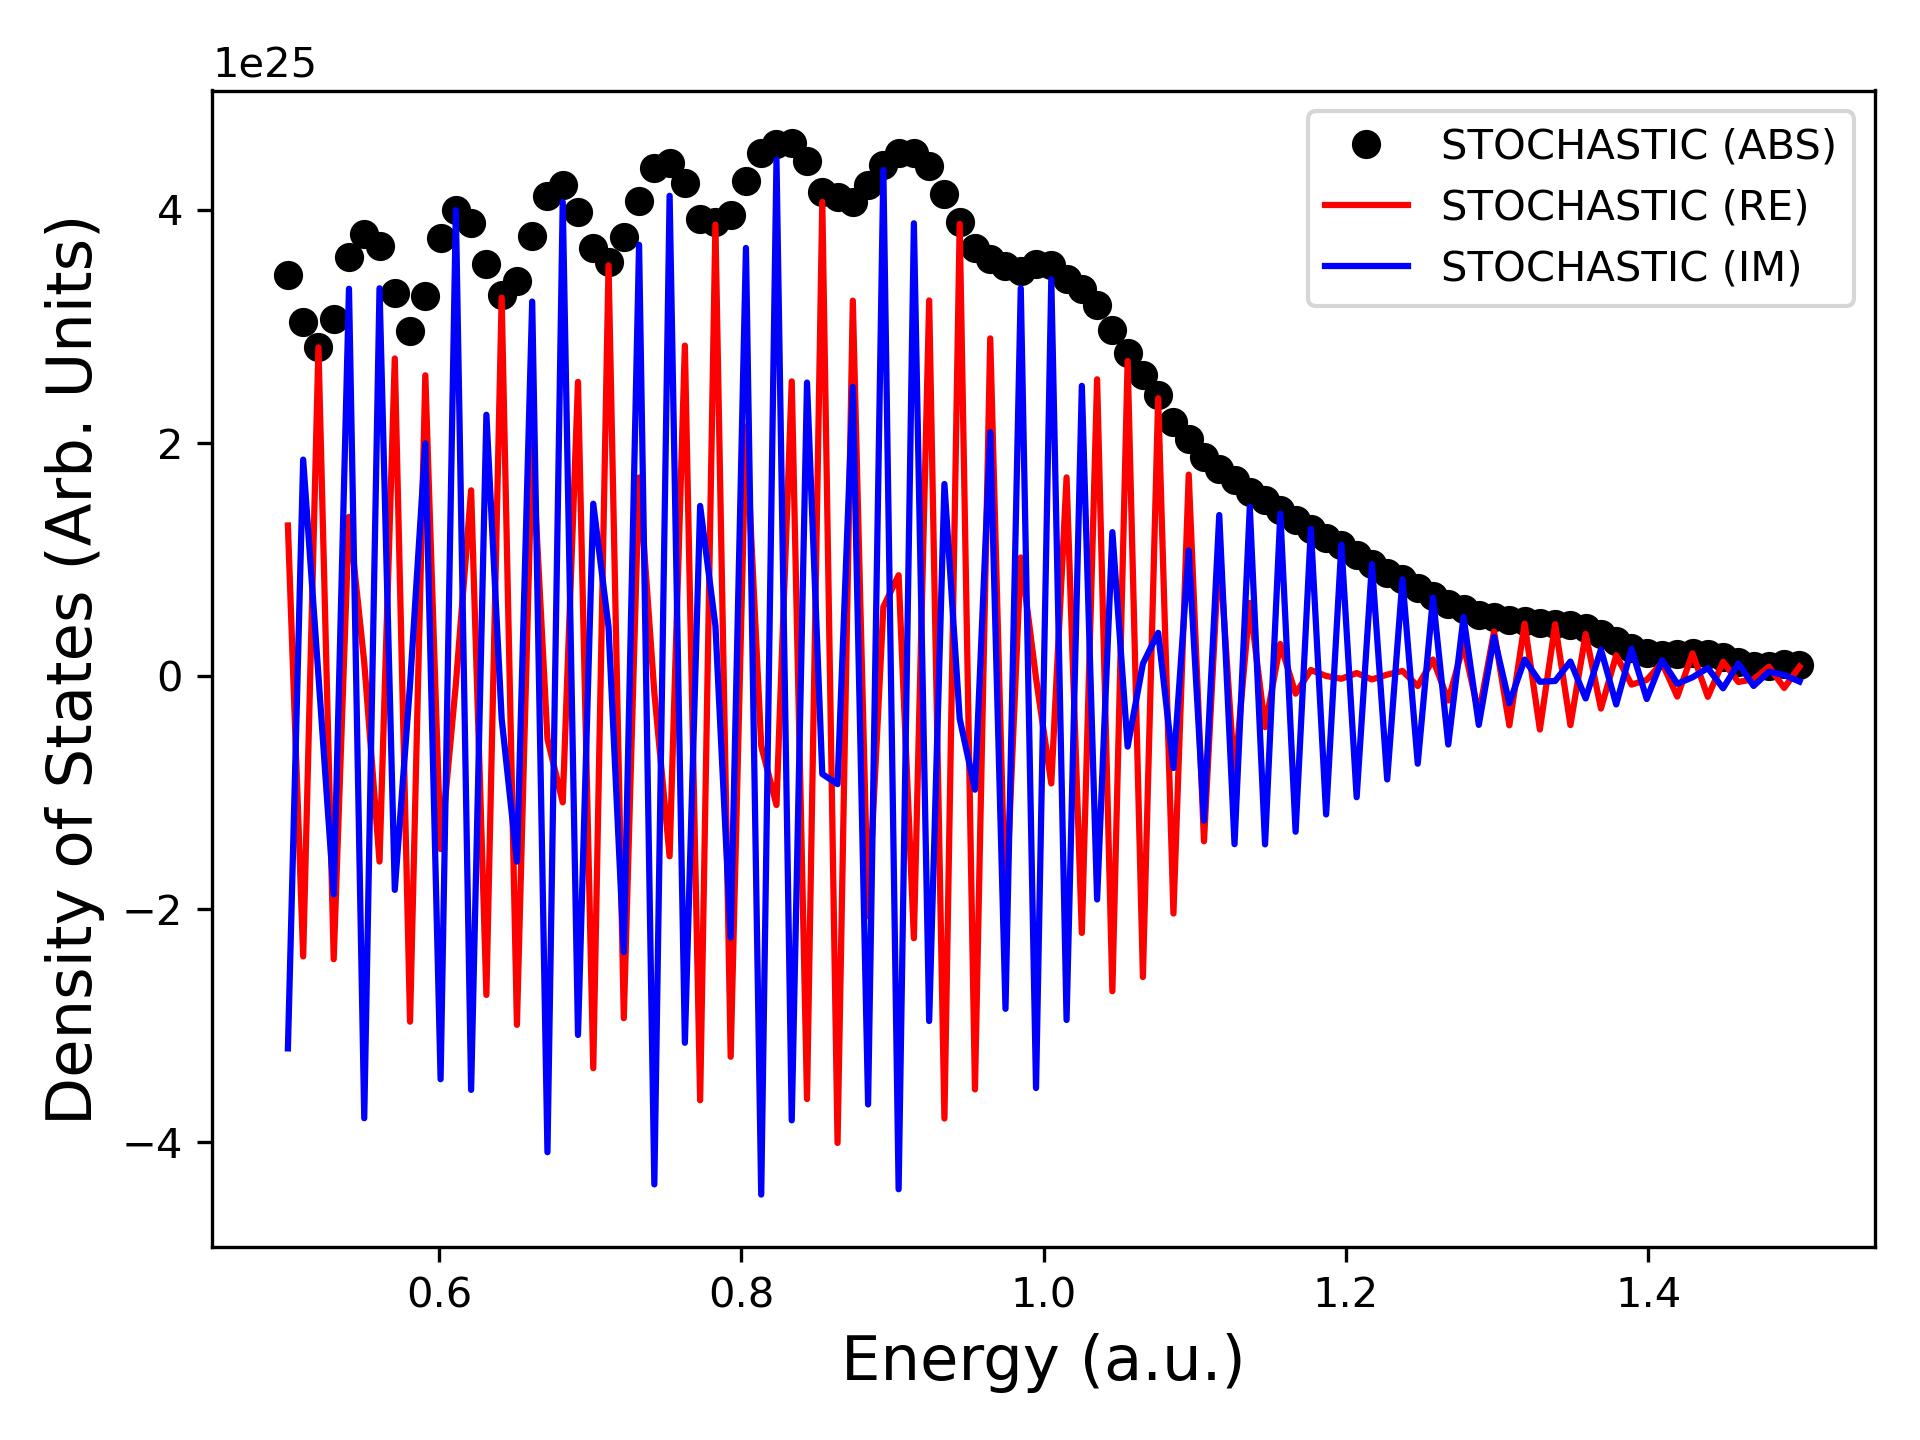 1e25
STOCHASTIC (ABS)
STOCHASTIC (RE)
STOCHASTIC (IM)
Density of States (Arb. Units)
4
2
0
−2
−4
0.6
0.8
1.0
1.2
1.4
Energy (a.u.)